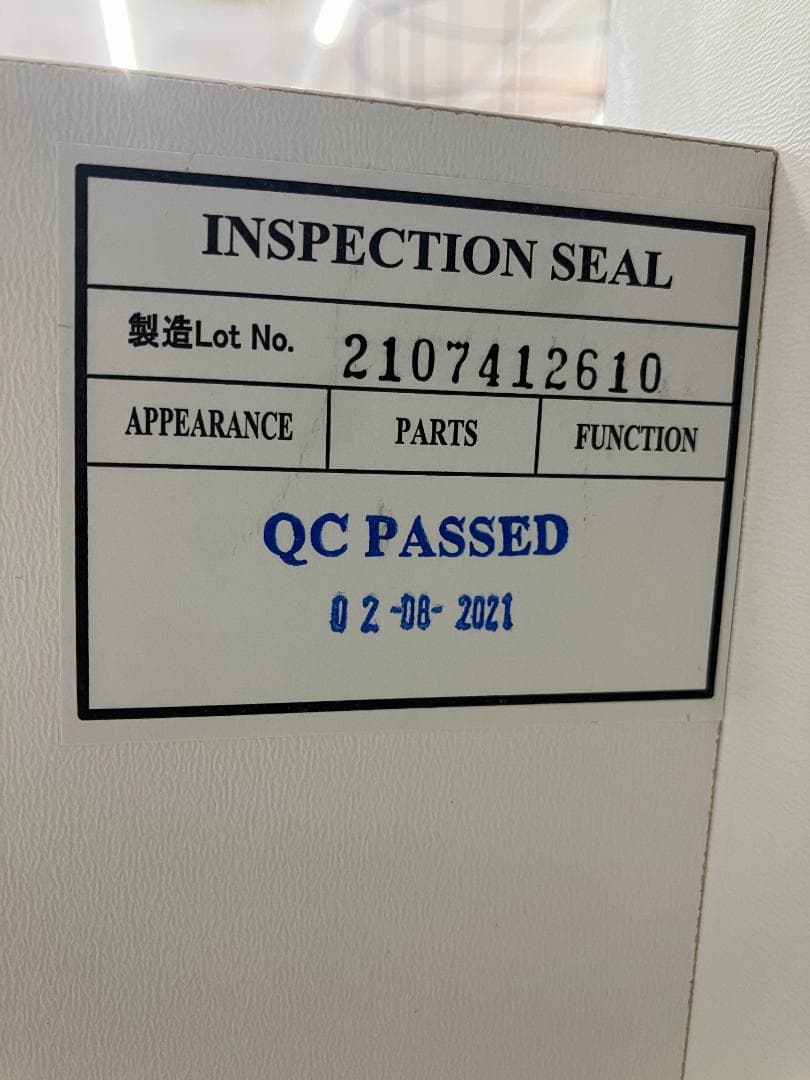 INSPECTION SEAL
製造Lot No. 2107412610
APPEARANCE PARTS FUNCTION
QC PASSED
02-08-2021